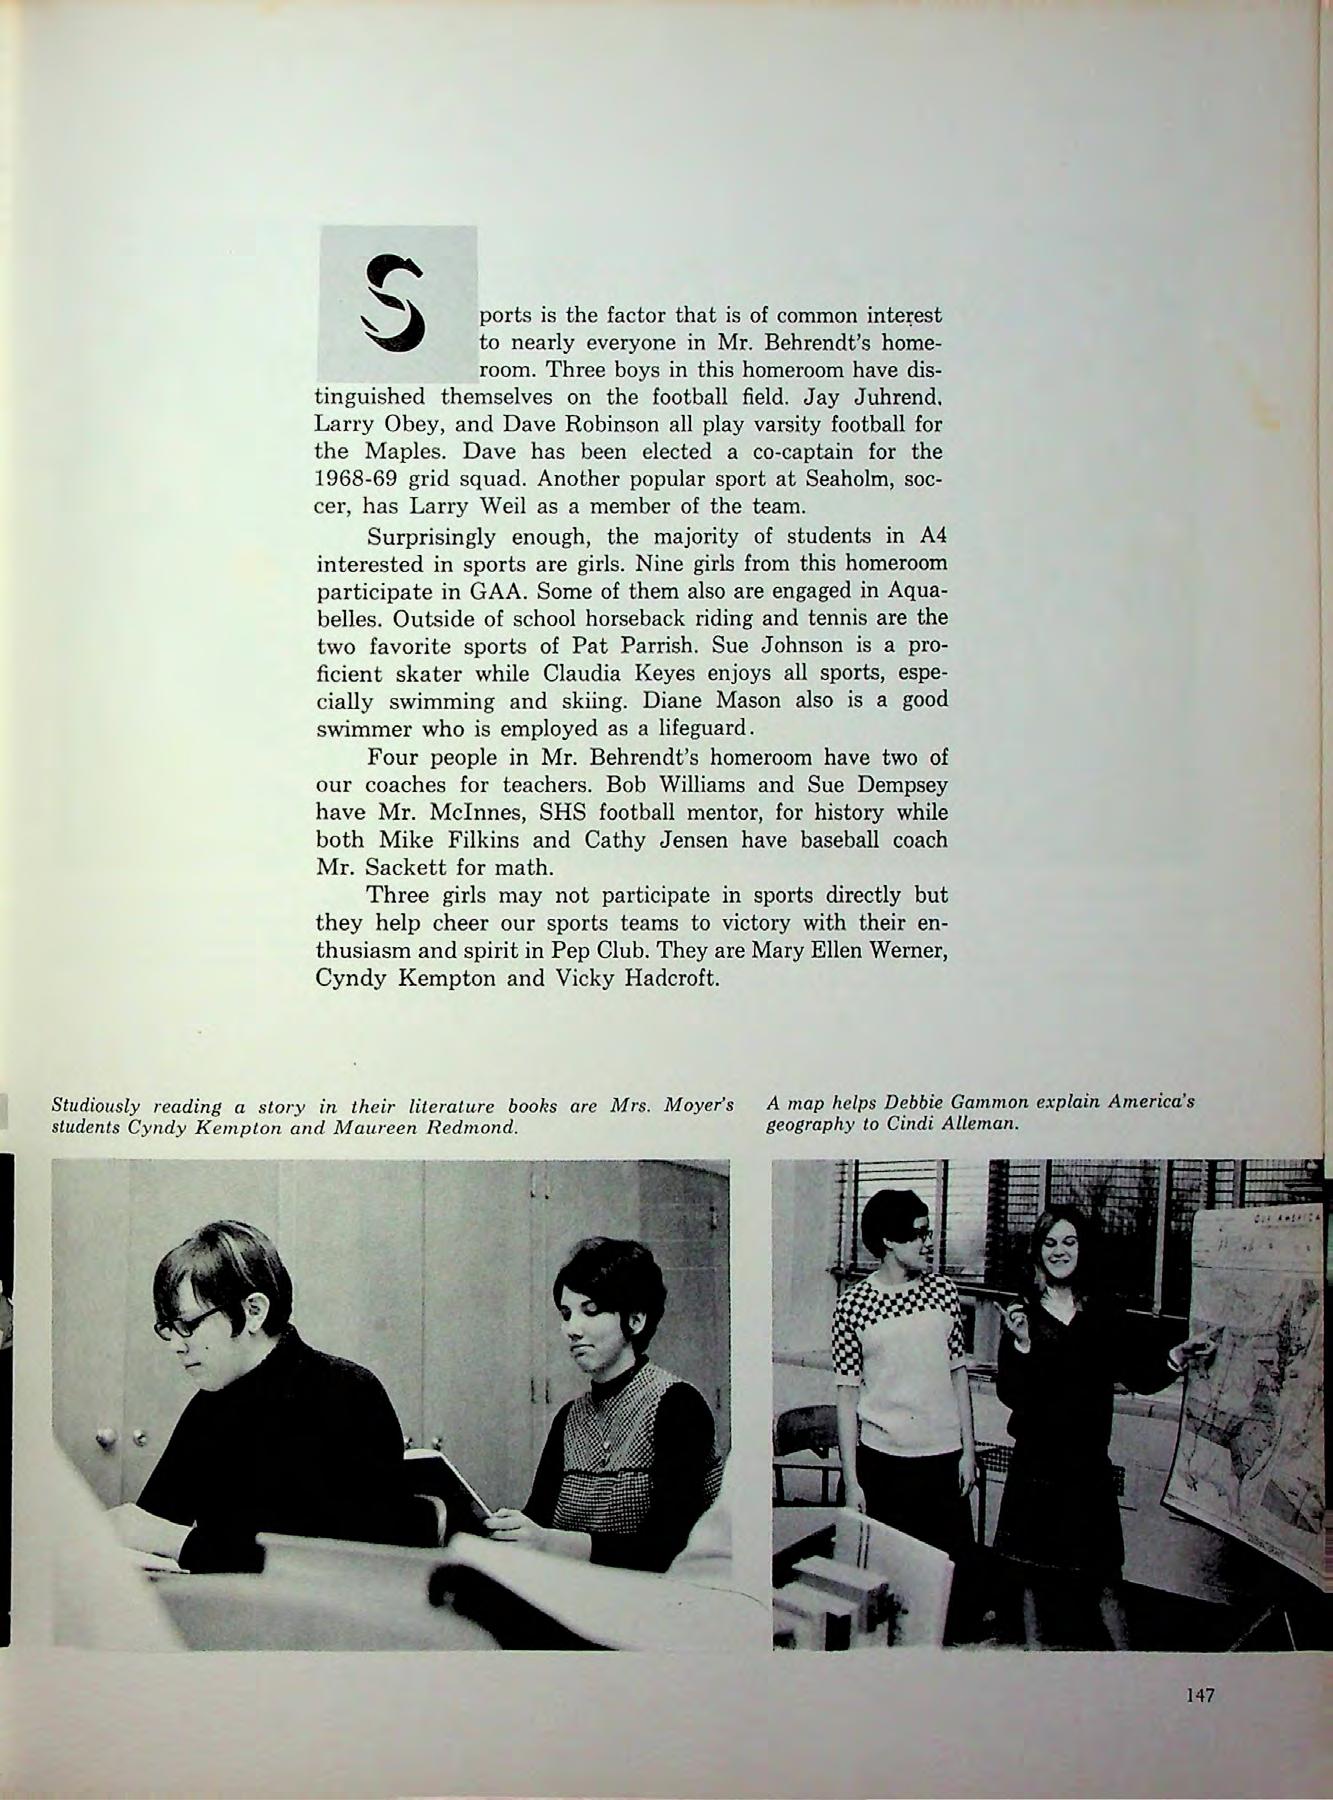 Sports is the factor that is of common interest
to nearly everyone in Mr. Behrendt's home-
room. Three boys in this homeroom have dis-
tinguished themselves on the football field. Jay Juhrend,
Larry Obey, and Dave Robinson all play varsity football for
the Maples. Dave has been elected a co-captain for the
1968-69 grid squad. Another popular sport at Seaholm, soc-
cer, has Larry Weil as a member of the team.
Surprisingly enough, the majority of students in A4
interested in sports are girls. Nine girls from this homeroom
participate in GAA. Some of them also are engaged in Aqua-
belles. Outside of school horseback riding and tennis are the
two favorite sports of Pat Parrish. Sue Johnson is a pro-
ficient skater while Claudia Keyes enjoys all sports, espe-
cially swimming and skiing. Diane Mason also is a good
swimmer who is employed as a lifeguard.
Four people in Mr. Behrendt's homeroom have two of
our coaches for teachers. Bob Williams and Sue Dempsey
have Mr. McInnes, SHS football mentor, for history while
both Mike Filkins and Cathy Jensen have baseball coach
Mr. Sackett for math.
Three girls may not participate in sports directly but
they help cheer our sports teams to victory with their en-
thusiasm and spirit in Pep Club. They are Mary Ellen Werner,
Cyndy Kempton and Vicky Hadcroft.
Studiously reading a story in their literature books are Mrs. Moyer's
students Cyndy Kempton and Maureen Redmond.
A map helps Debbie Gammon explain America's
geography to Cindi Alleman.
OUR AMERICA
147